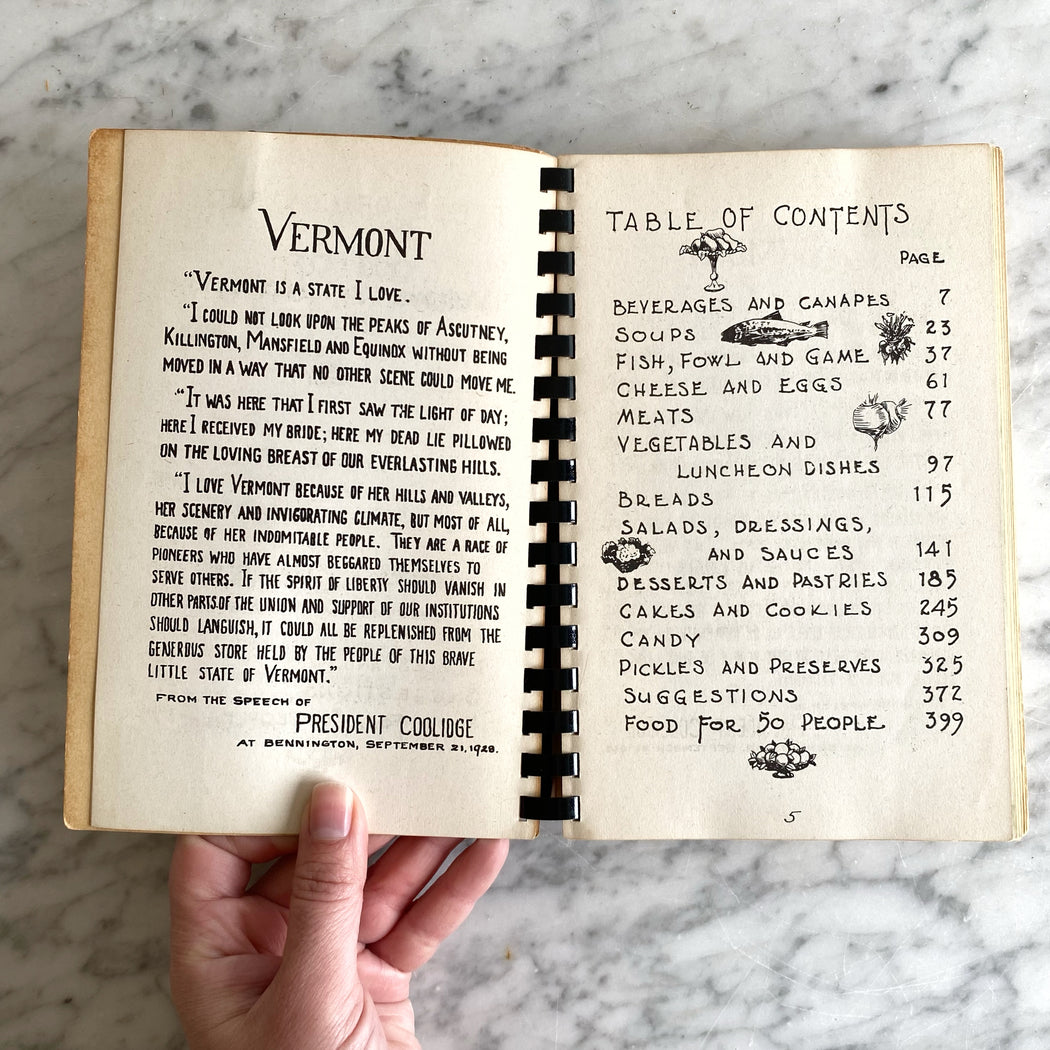 VERMONT
"VERMONT IS A STATE I LOVE.
"I COULD NOT LOOK UPON THE PEAKS OF ASCUTNEY,
KILLINGTON, MANSFIELD AND EQUINOX WITHOUT BEING
MOVED IN A WAY THAT NO OTHER SCENE COULD MOVE ME.
"IT WAS HERE THAT I FIRST SAW THE LIGHT OF DAY;
HERE I RECEIVED MY BRIDE; HERE MY DEAD LIE PILLOWED
ON THE LOVING BREAST OF OUR EVERLASTING HILLS.
"I LOVE VERMONT BECAUSE OF HER HILLS AND VALLEYS,
HER SCENERY AND INVIGORATING CLIMATE, BUT MOST OF ALL,
BECAUSE OF HER INDOMITABLE PEOPLE. THEY ARE A RACE OF
PIONEERS WHO HAVE ALMOST BEGGARED THEMSELVES TO
SERVE OTHERS. IF THE SPIRIT OF LIBERTY SHOULD VANISH IN
OTHER PARTS OF THE UNION AND SUPPORT OF OUR INSTITUTIONS
SHOULD LANGUISH, IT COULD ALL BE REPLENISHED FROM THE
GENEROUS STORE HELD BY THE PEOPLE OF THIS BRAVE
LITTLE STATE OF VERMONT."
FROM THE SPEECH OF
PRESIDENT COOLIDGE
AT BENNINGTON, SEPTEMBER 21, 1928.
TABLE OF CONTENTS
PAGE
BEVERAGES AND CANAPES 7
SOUPS 23
FISH, FOWL AND GAME 37
CHEESE AND EGGS 61
MEATS 77
VEGETABLES AND
LUNCHEON DISHES 97
BREADS 115
SALADS, DRESSINGS,
AND SAUCES 141
DESSERTS AND PASTRIES 185
CAKES AND COOKIES 245
CANDY 309
PICKLES AND PRESERVES 325
SUGGESTIONS 372
FOOD FOR 50 PEOPLE 399
5